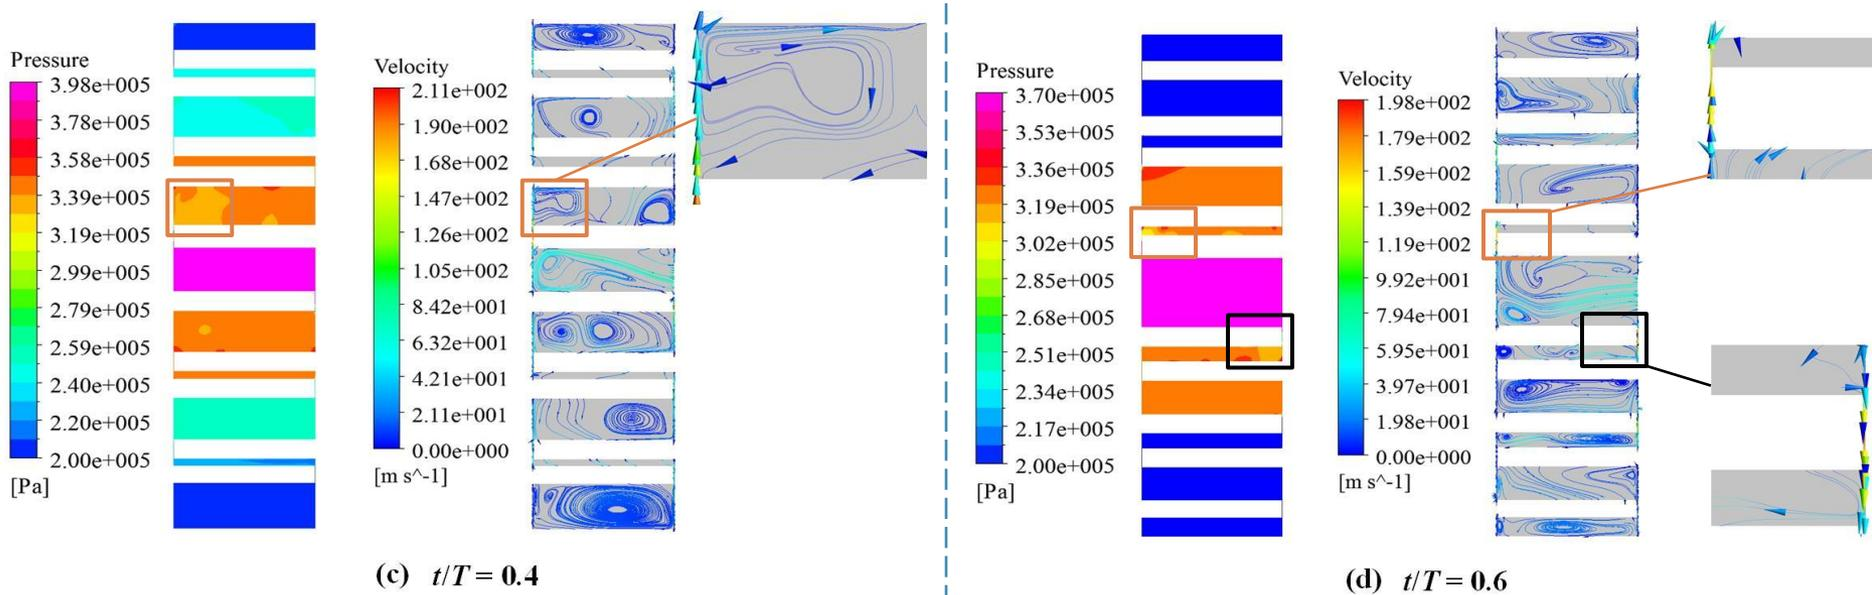 Pressure
3.98e+005
3.78e+005
3.58e+005
3.39e+005
3.19e+005
2.99e+005
2.79e+005
2.59e+005
2.40e+005
2.20e+005
2.00e+005
[Pa]
Velocity
2.11e+002
1.90e+002
1.68e+002
1.47e+002
1.26e+002
1.05e+002
8.42e+001
6.32e+001
4.21e+001
2.11e+001
0.00e+000
[m s^-1]
(c) t/T = 0.4
Pressure
3.70e+005
3.53e+005
3.36e+005
3.19e+005
3.02e+005
2.85e+005
2.68e+005
2.51e+005
2.34e+005
2.17e+005
2.00e+005
[Pa]
Velocity
1.98e+002
1.79e+002
1.59e+002
1.39e+002
1.19e+002
9.92e+001
7.94e+001
5.95e+001
3.97e+001
1.98e+001
0.00e+000
[m s^-1]
(d) t/T = 0.6